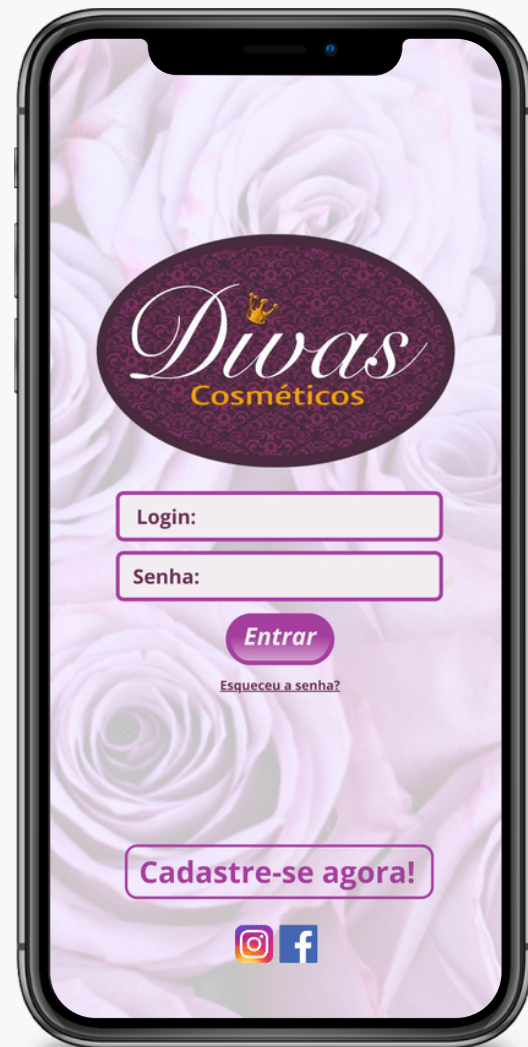 Divas
Cosméticos
Login:
Senha:
Entrar
Esqueceu a senha?
Cadastre-se agora!